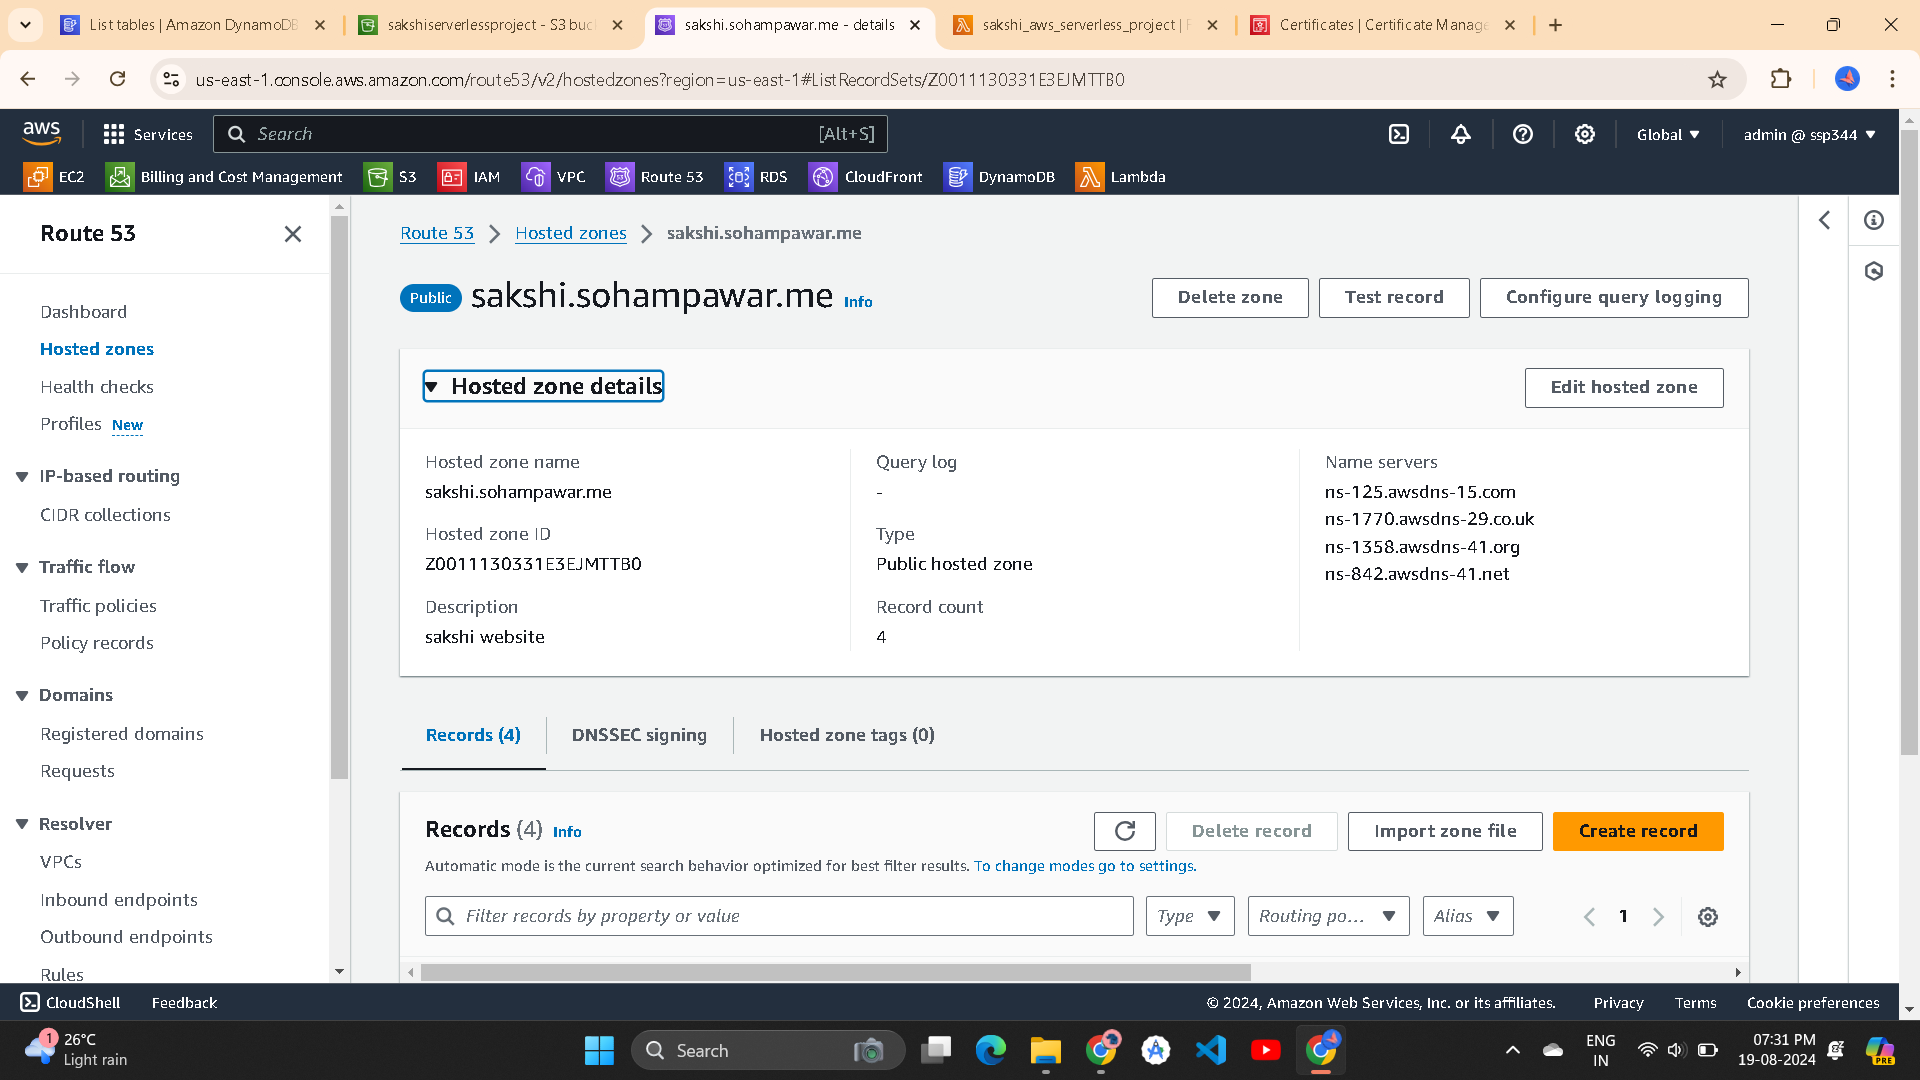 List tables | Amazon DynamoDB
sakshiserverlessproject - S3 buc
sakshi.sohampawar.me - details
sakshi_aws_serverless_project | F
Certificates | Certificate Manage
us-east-1.console.aws.amazon.com/route53/v2/hostedzones?region=us-east-1#ListRecordSets/Z0011130331E3EJMTTB0
aws
Services
Search
[Alt+S]
Global
admin @ ssp344
EC2
Billing and Cost Management
S3
IAM
VPC
Route 53
RDS
CloudFront
DynamoDB
Lambda
Route 53
Dashboard
Hosted zones
Health checks
Profiles New
IP-based routing
CIDR collections
Traffic flow
Traffic policies
Policy records
Domains
Registered domains
Requests
Resolver
VPCs
Inbound endpoints
Outbound endpoints
Rules
Route 53 > Hosted zones > sakshi.sohampawar.me
Public sakshi.sohampawar.me Info
Delete zone
Test record
Configure query logging
Hosted zone details
Edit hosted zone
Hosted zone name
sakshi.sohampawar.me
Hosted zone ID
Z0011130331E3EJMTTB0
Description
sakshi website
Query log
-
Type
Public hosted zone
Record count
4
Name servers
ns-125.awsdns-15.com
ns-1770.awsdns-29.co.uk
ns-1358.awsdns-41.org
ns-842.awsdns-41.net
Records (4)
DNSSEC signing
Hosted zone tags (0)
Records (4) Info
Delete record
Import zone file
Create record
Automatic mode is the current search behavior optimized for best filter results. To change modes go to settings.
Filter records by property or value
Type
Routing po...
Alias
1
CloudShell
Feedback
© 2024, Amazon Web Services, Inc. or its affiliates.
Privacy
Terms
Cookie preferences
1
26°C
Light rain
Search
ENG
IN
07:31 PM
19-08-2024
PRE